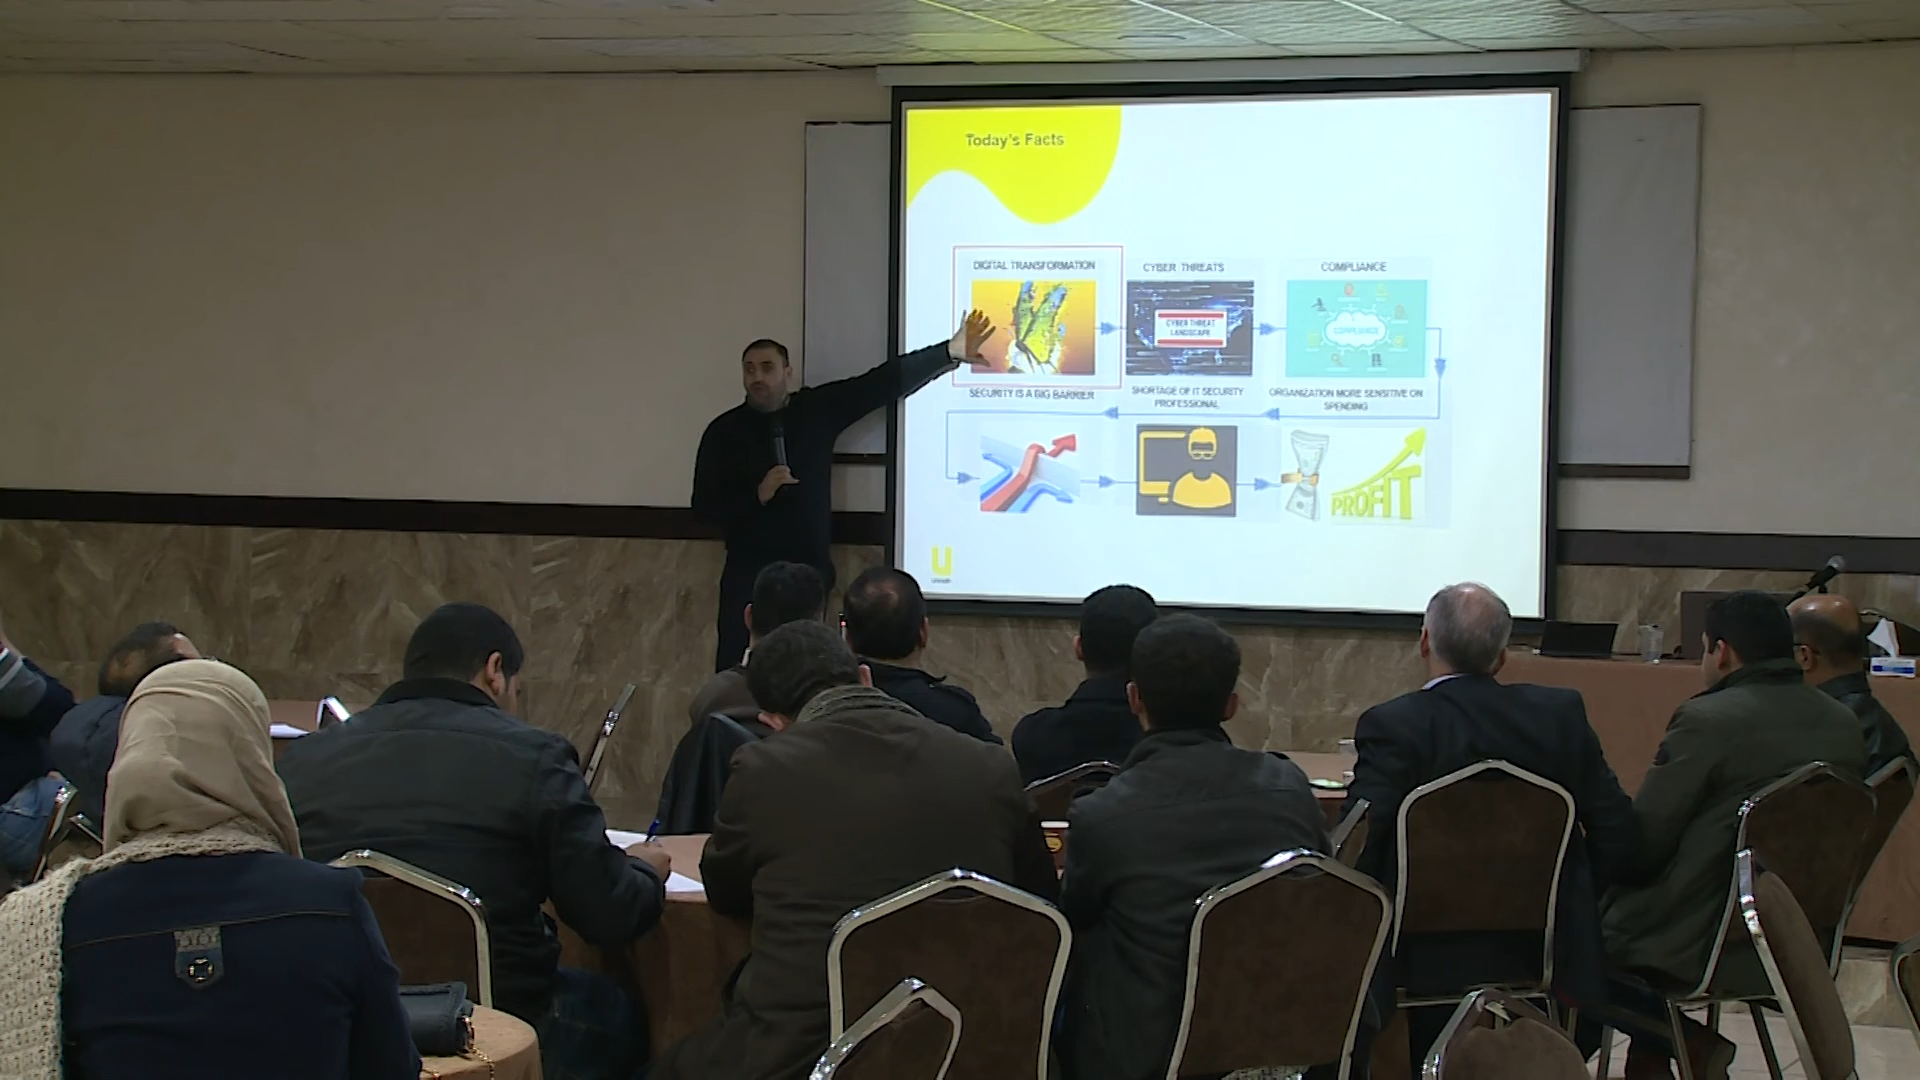 Today's Facts
DIGITAL TRANSFORMATION
CYBER THREATS
COMPLIANCE
CYBER THREAT
LANDSCAPE
COMPLIANCE
SECURITY IS A BIG BARRIER
SHORTAGE OF IT SECURITY
PROFESSIONAL
ORGANIZATION MORE SENSITIVE ON
SPENDING
PROFIT
U